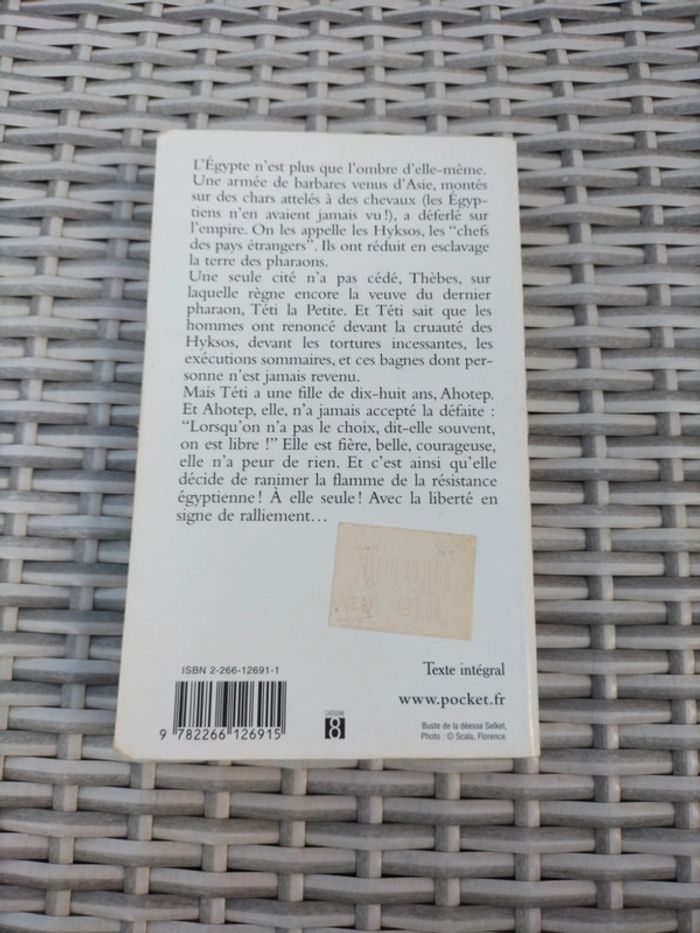 L'Égypte n'est plus que l'ombre d'elle-même.
Une armée de barbares venus d'Asie, montés
sur des chars attelés à des chevaux (les Égyp-
tiens n'en avaient jamais vu !), a déferlé sur
l'empire. On les appelle les Hyksos, les "chefs
des pays étrangers". Ils ont réduit en esclavage
la terre des pharaons.
Une seule cité n'a pas cédé, Thèbes, sur
laquelle règne encore la veuve du dernier
pharaon, Téti la Petite. Et Téti sait que les
hommes ont renoncé devant la cruauté des
Hyksos, devant les tortures incessantes, les
exécutions sommaires, et ces bagnes dont per-
sonne n'est jamais revenu.
Mais Téti a une fille de dix-huit ans, Ahotep.
Et Ahotep, elle, n'a jamais accepté la défaite :
"Lorsqu'on n'a pas le choix, dit-elle souvent,
on est libre !" Elle est fière, belle, courageuse,
elle n'a peur de rien. Et c'est ainsi qu'elle
décide de ranimer la flamme de la résistance
égyptienne ! À elle seule ! Avec la liberté en
signe de ralliement…
ISBN 2-266-12691-1
9 782266 126915
CATÉGORIE
8
Texte intégral
www.pocket.fr
Buste de la déesse Selket,
Photo : © Scala, Florence.